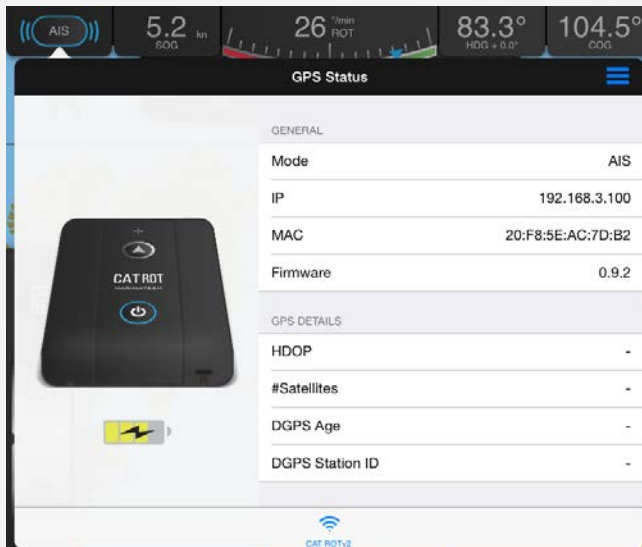 AIS
5.2 kn
SOG
26 °/min
ROT
83.3°
HDG + 0.0°
104.5°
COG
GPS Status
GENERAL
Mode AIS
IP 192.168.3.100
MAC 20:F8:5E:AC:7D:B2
Firmware 0.9.2
CAT ROT
NAVIMATECH
GPS DETAILS
HDOP -
#Satellites -
DGPS Age -
DGPS Station ID -
CAT ROTv2